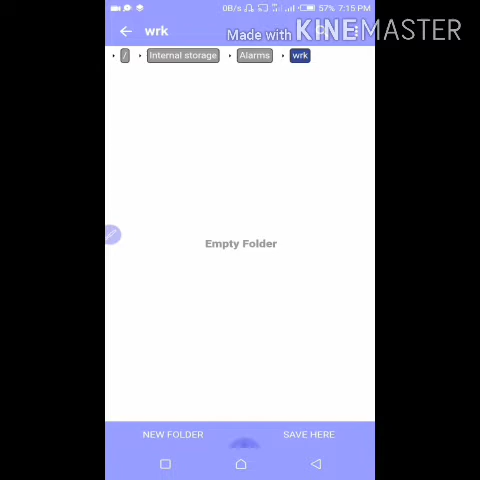 0B/s 57% 7:15 PM
wrk
Made with KINEMASTER
/ Internal storage Alarms wrk
Empty Folder
NEW FOLDER SAVE HERE